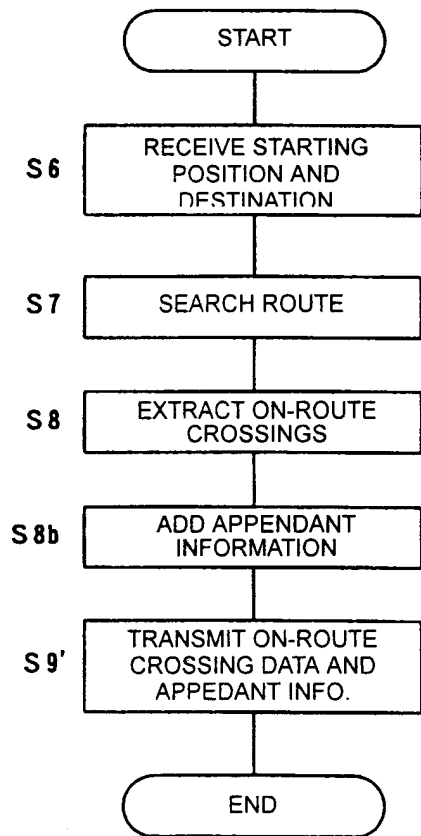 START
S6
RECEIVE STARTING
POSITION AND
DESTINATION
S7
SEARCH ROUTE
S8
EXTRACT ON-ROUTE
CROSSINGS
S8b
ADD APPENDANT
INFORMATION
S9'
TRANSMIT ON-ROUTE
CROSSING DATA AND
APPEDANT INFO.
END